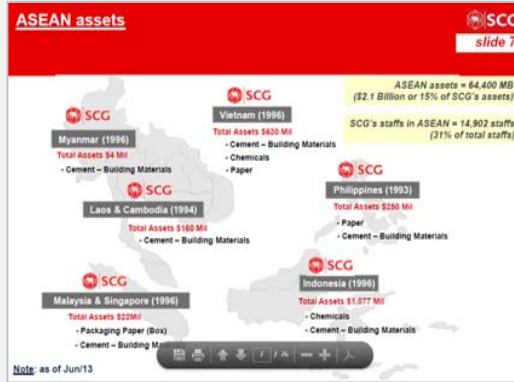 ASEAN assets
SCG
slide 7
ASEAN assets = 64,400 MB
($2.1 Billion or 15% of SCG's assets)
SCG's staffs in ASEAN = 14,902 staffs
(31% of total staffs)
SCG
Myanmar (1996)
Total Assets $4 Mil
- Cement – Building Materials
SCG
Vietnam (1996)
Total Assets $630 Mil
- Cement – Building Materials
- Chemicals
- Paper
SCG
Laos & Cambodia (1994)
Total Assets $160 Mil
- Cement – Building Materials
SCG
Philippines (1993)
Total Assets $250 Mil
- Paper
- Cement – Building Materials
SCG
Malaysia & Singapore (1996)
Total Assets $22Mil
- Packaging Paper (Box)
- Cement – Building
SCG
Indonesia (1996)
Total Assets $1,077 Mil
- Chemicals
- Cement – Building Materials
Note: as of Jun/13